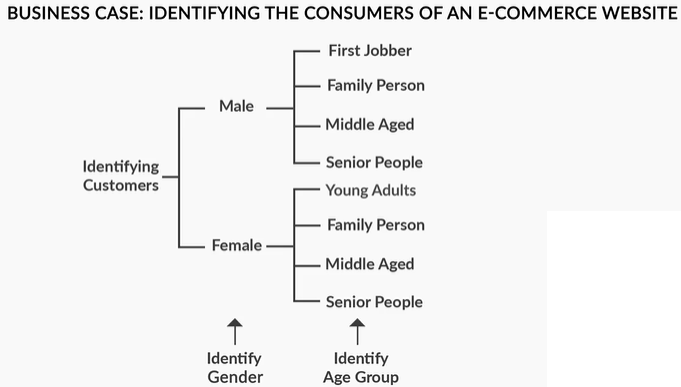 BUSINESS CASE: IDENTIFYING THE CONSUMERS OF AN E-COMMERCE WEBSITE
Identifying
Customers
Male
First Jobber
Family Person
Middle Aged
Senior People
Female
Young Adults
Family Person
Middle Aged
Senior People
Identify
Gender
Identify
Age Group